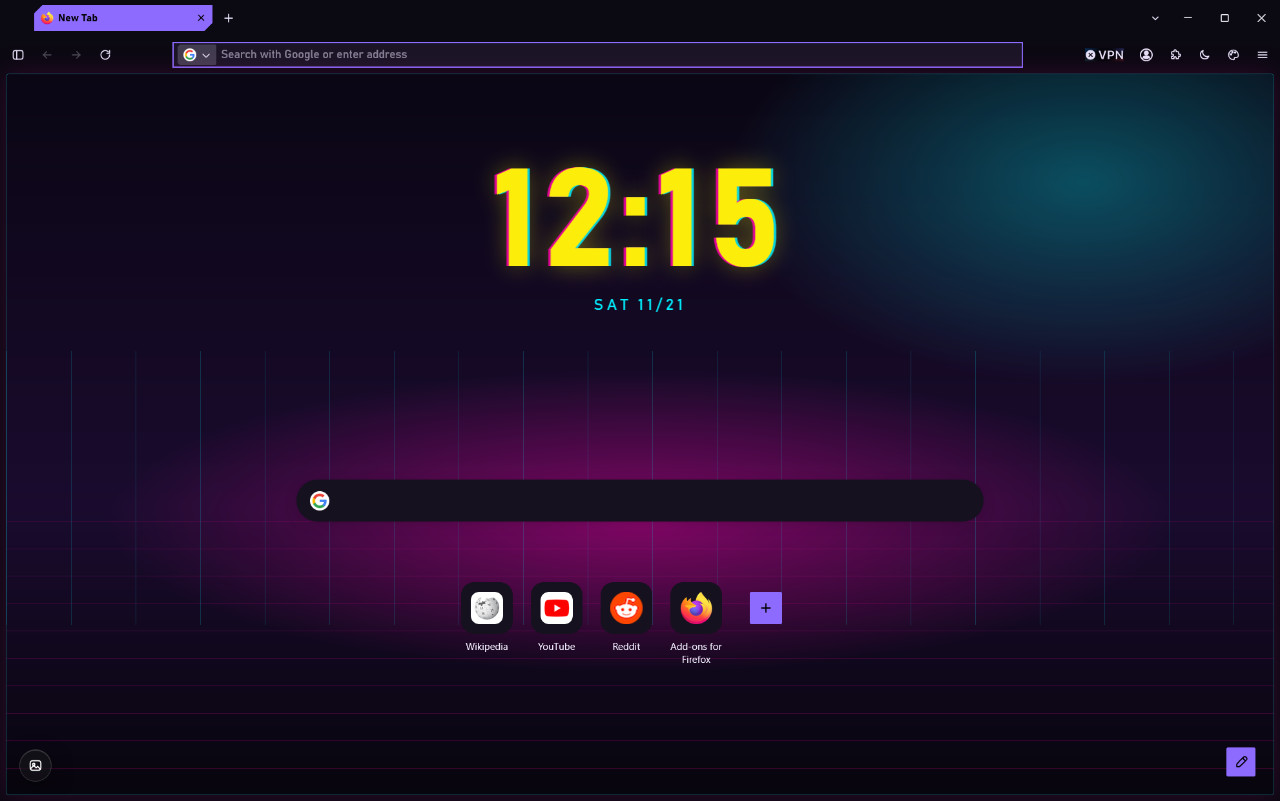 New Tab
Search with Google or enter address
VPN
12:15
SAT 11/21
Wikipedia
YouTube
Reddit
Add-ons for
Firefox